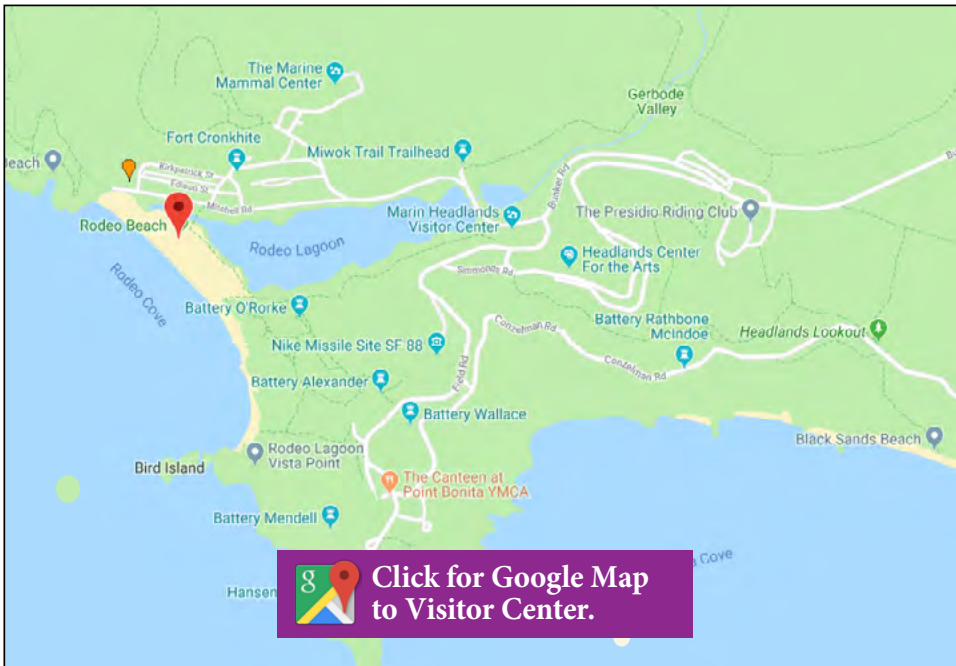 The Marine
Mammal Center
Gerbode
Valley
Fort Cronkhite
Miwok Trail Trailhead
Beach
Kirkpatrick St
Edison St
Mitchell Rd
Bunker Rd
Rodeo Beach
Marin Headlands
Visitor Center
The Presidio Riding Club
Rodeo Lagoon
Headlands Center
For the Arts
Simmonds Rd
Rodeo Cove
Battery O'Rorke
Conzelman Rd
Battery Rathbone
McIndoe
Headlands Lookout
Nike Missile Site SF 88
Conzelman Rd
Field Rd
Battery Alexander
Battery Wallace
Black Sands Beach
Rodeo Lagoon
Vista Point
Bird Island
The Canteen at
Point Bonita YMCA
Battery Mendell
Cove
g
Click for Google Map
to Visitor Center.
Hansen